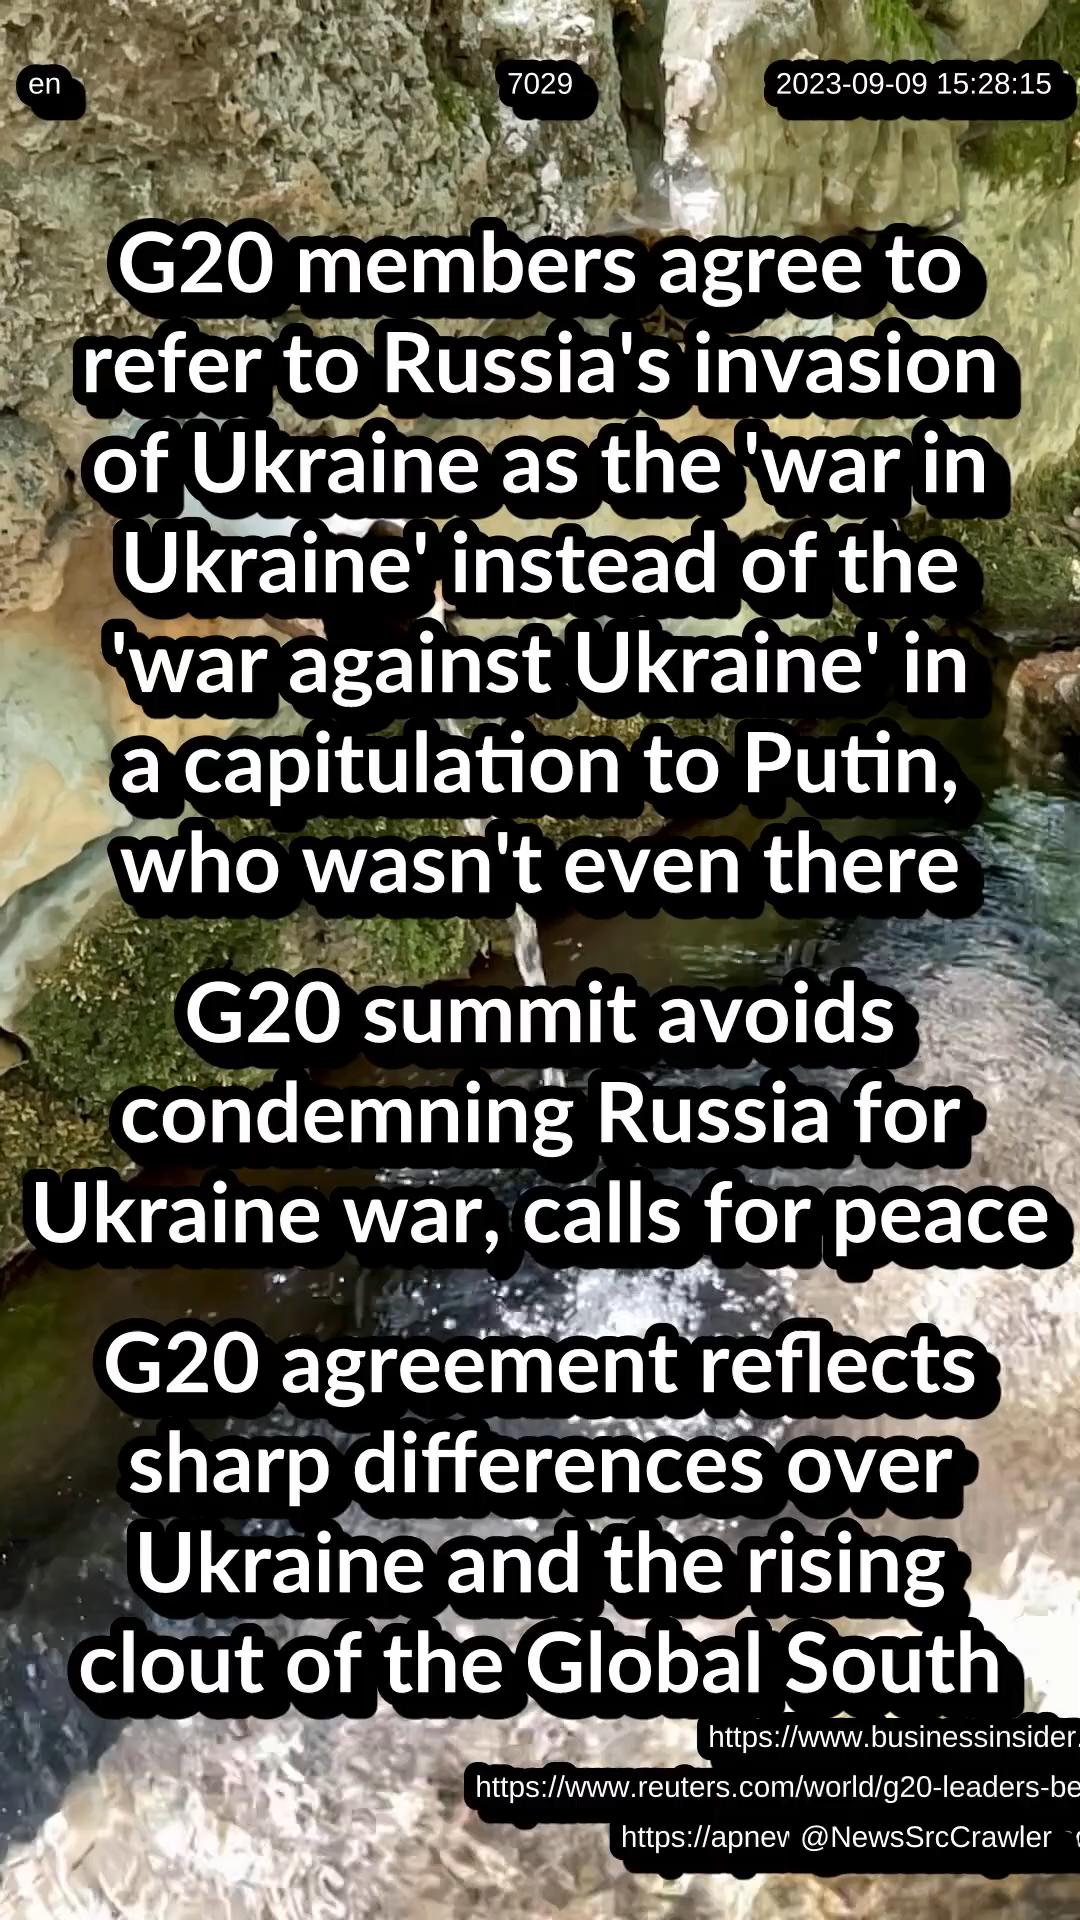 en
7029
2023-09-09 15:28:15
G20 members agree to
refer to Russia's invasion
of Ukraine as the 'war in
Ukraine' instead of the
'war against Ukraine' in
a capitulation to Putin,
who wasn't even there
G20 summit avoids
condemning Russia for
Ukraine war, calls for peace
G20 agreement reflects
sharp differences over
Ukraine and the rising
clout of the Global South
https://www.businessinsider.
https://www.reuters.com/world/g20-leaders-be
https://apnew @NewsSrcCrawler